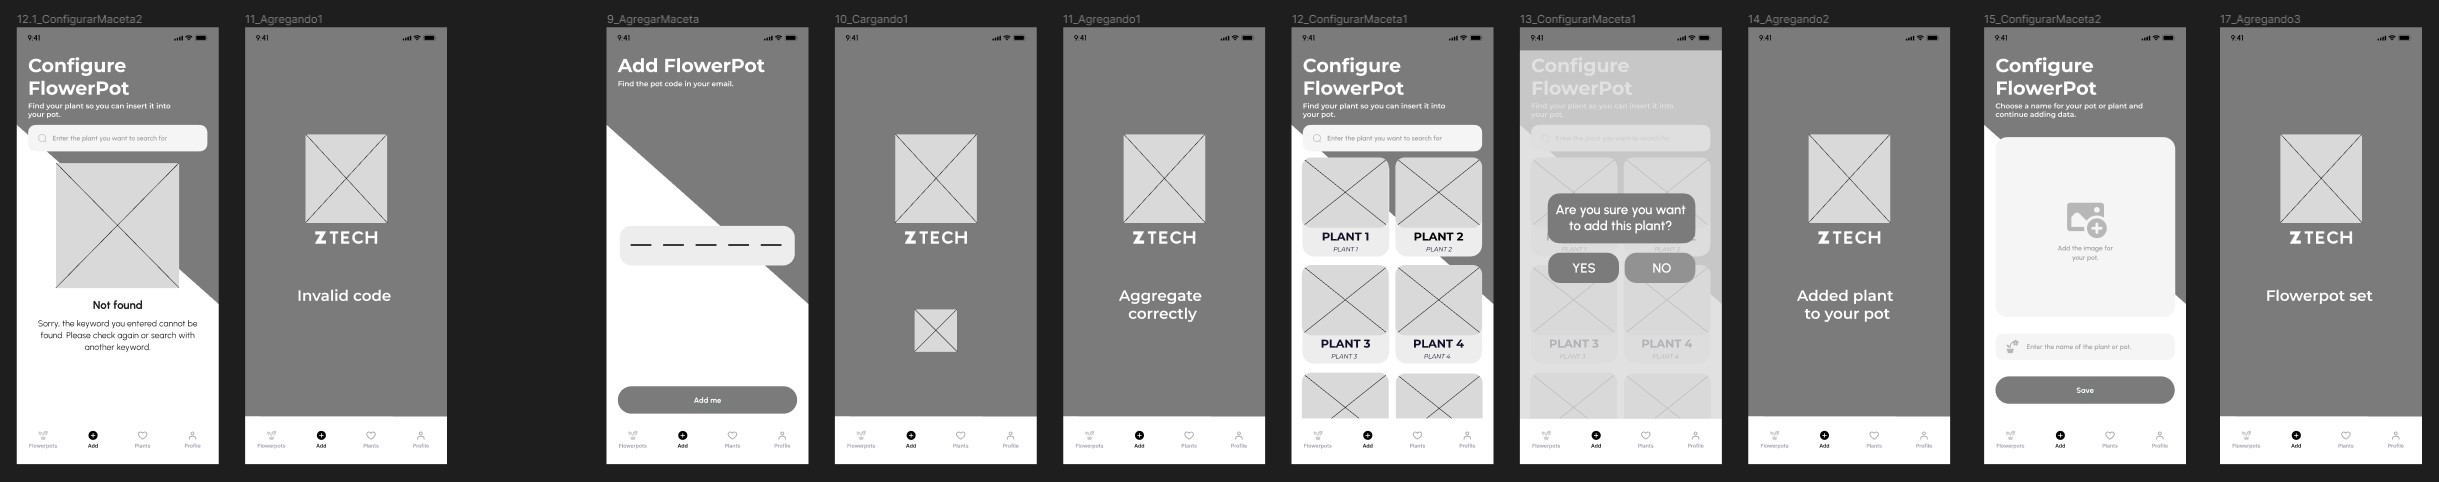 12.1_ConfigurarMaceta2
9:41
Configure
FlowerPot
Find your plant so you can insert it into
your pot.
Enter the plant you want to search for
Not found
Sorry, the keyword you entered cannot be
found. Please check again or search with
another keyword.
Flowerpots
Add
Plants
Profile
11_Agregando1
9:41
ZTECH
Invalid code
Flowerpots
Add
Plants
Profile
9_AgregarMaceta
9:41
Add FlowerPot
Find the pot code in your email.
Add me
Flowerpots
Add
Plants
Profile
10_Cargando1
9:41
ZTECH
Flowerpots
Add
Plants
Profile
11_Agregando1
9:41
ZTECH
Aggregate
correctly
Flowerpots
Add
Plants
Profile
12_ConfigurarMaceta1
9:41
Configure
FlowerPot
Find your plant so you can insert it into
your pot.
Enter the plant you want to search for
PLANT 1
PLANT 1
PLANT 2
PLANT 2
PLANT 3
PLANT 3
PLANT 4
PLANT 4
Flowerpots
Add
Plants
Profile
13_ConfigurarMaceta1
9:41
Configure
FlowerPot
Find your plant so you can insert it into
your pot.
Enter the plant you want to search for
Are you sure you want
to add this plant?
PLANT 1
PLANT 2
YES
NO
PLANT 3
PLANT 3
PLANT 4
PLANT 4
Flowerpots
Add
Plants
Profile
14_Agregando2
9:41
ZTECH
Added plant
to your pot
Flowerpots
Add
Plants
Profile
15_ConfigurarMaceta2
9:41
Configure
FlowerPot
Choose a name for your pot or plant and
continue adding data.
Add the image for
your pot.
Enter the name of the plant or pot.
Save
Flowerpots
Add
Plants
Profile
17_Agregando3
9:41
ZTECH
Flowerpot set
Flowerpots
Add
Plants
Profile